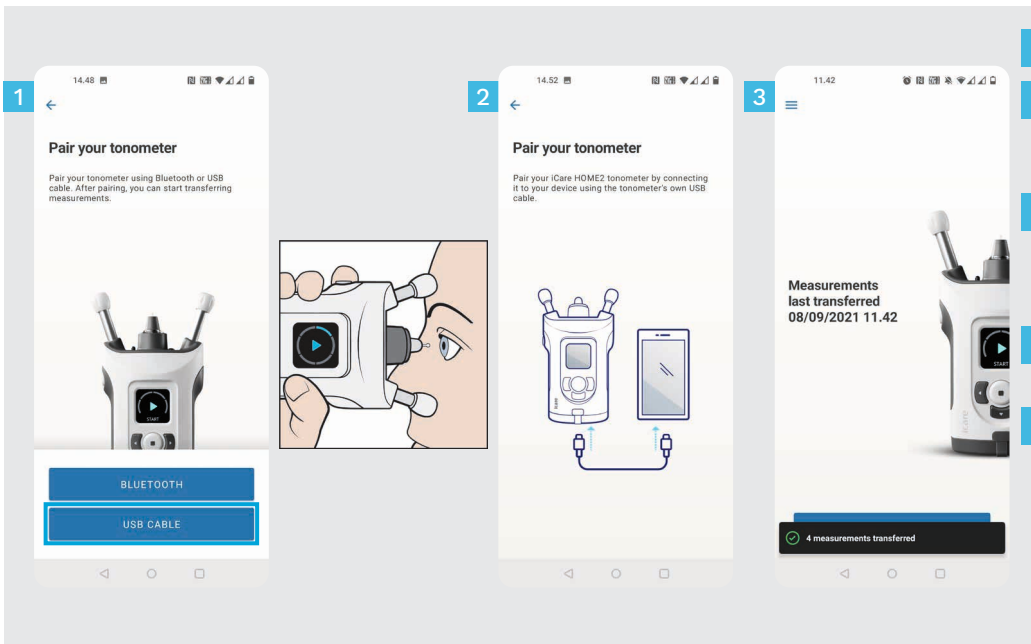 1
14.48
Pair your tonometer
Pair your tonometer using Bluetooth or USB
cable. After pairing, you can start transferring
measurements.
START
BLUETOOTH
USB CABLE
2
14.52
Pair your tonometer
Pair your iCare HOME2 tonometer by connecting
it to your device using the tonometer's own USB
cable.
icare
3
11.42
Measurements
last transferred
08/09/2021 11.42
START
icare
4 measurements transferred